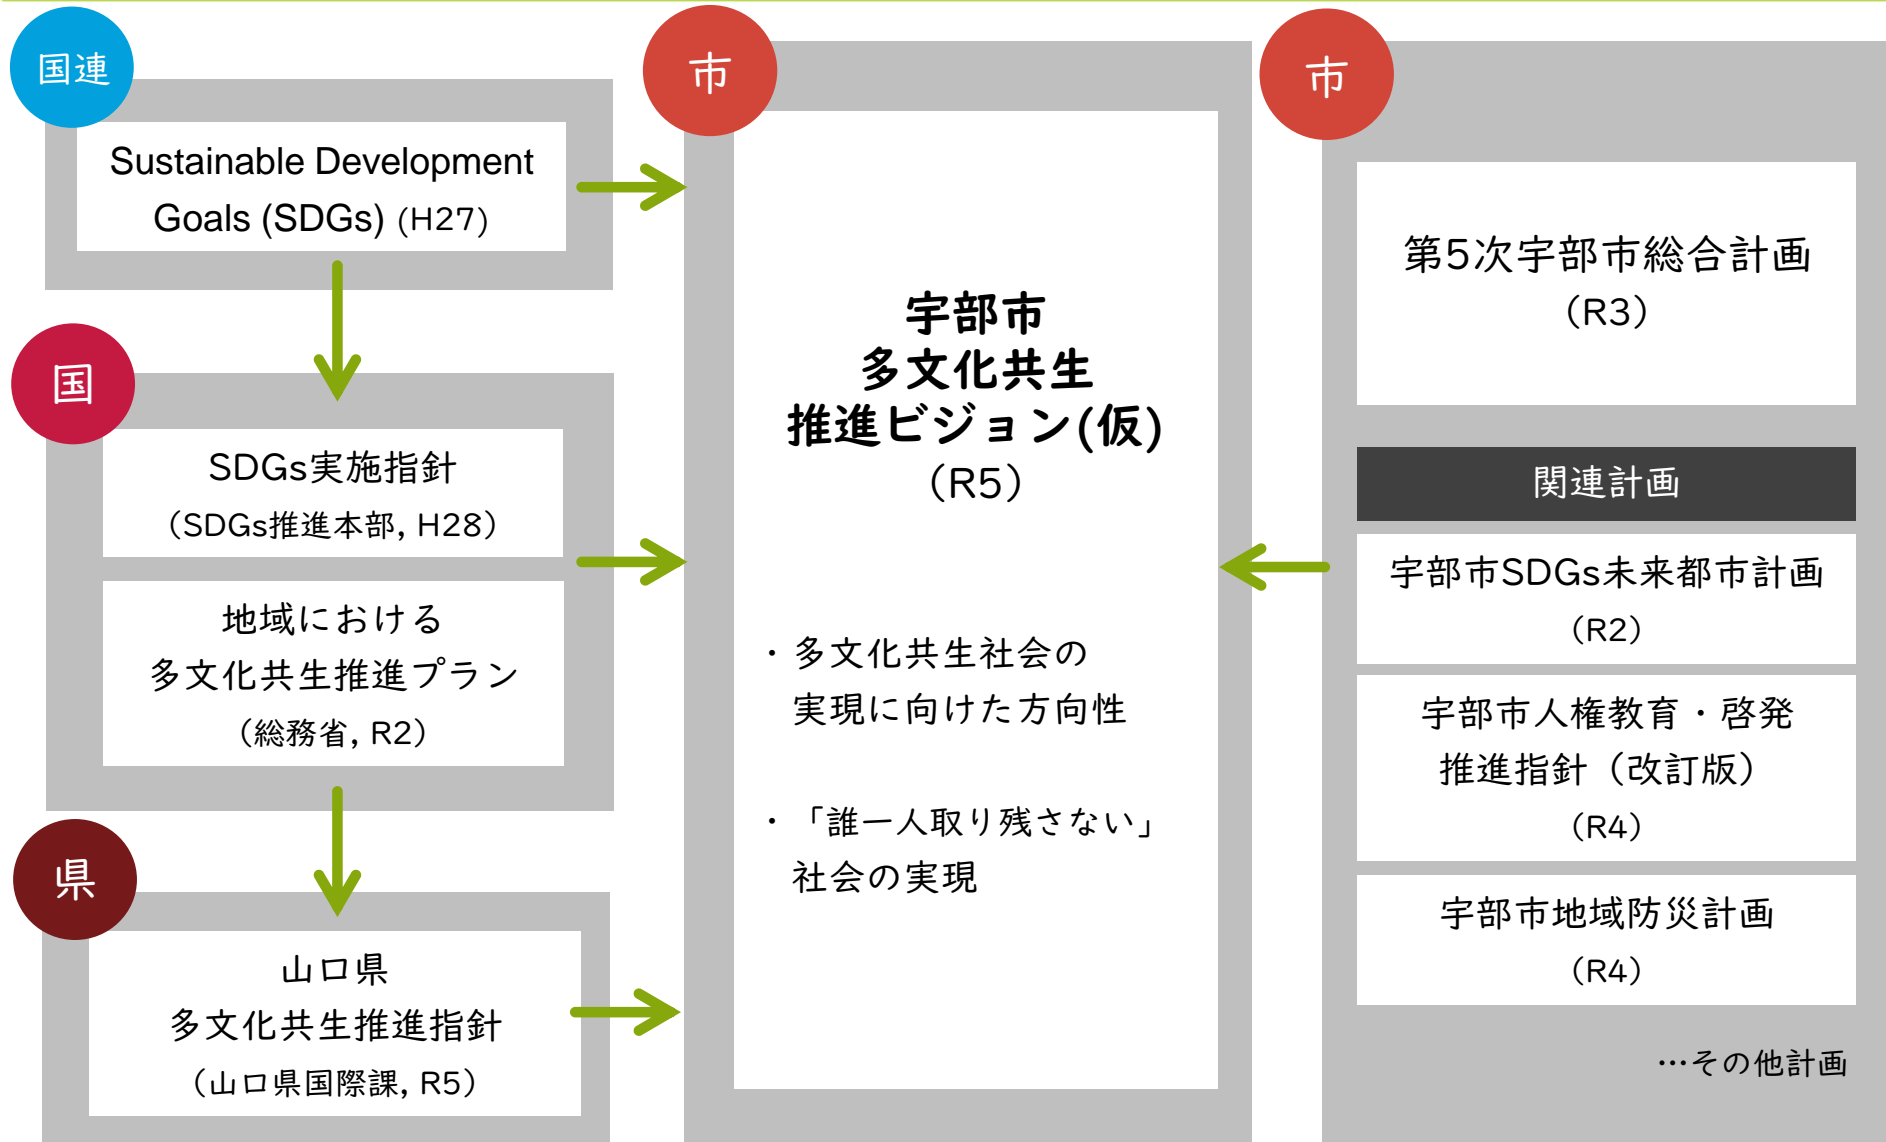 国連
Sustainable Development
Goals (SDGs) (H27)
国
SDGs実施指針
（SDGs推進本部, H28）
地域における
多文化共生推進プラン
（総務省, R2）
県
山口県
多文化共生推進指針
（山口県国際課, R5）
市
宇部市
多文化共生
推進ビジョン(仮)
（R5）
・多文化共生社会の
実現に向けた方向性
・「誰一人取り残さない」
社会の実現
市
第5次宇部市総合計画
（R3）
関連計画
宇部市SDGs未来都市計画
（R2）
宇部市人権教育・啓発
推進指針（改訂版）
（R4）
宇部市地域防災計画
（R4）
…その他計画